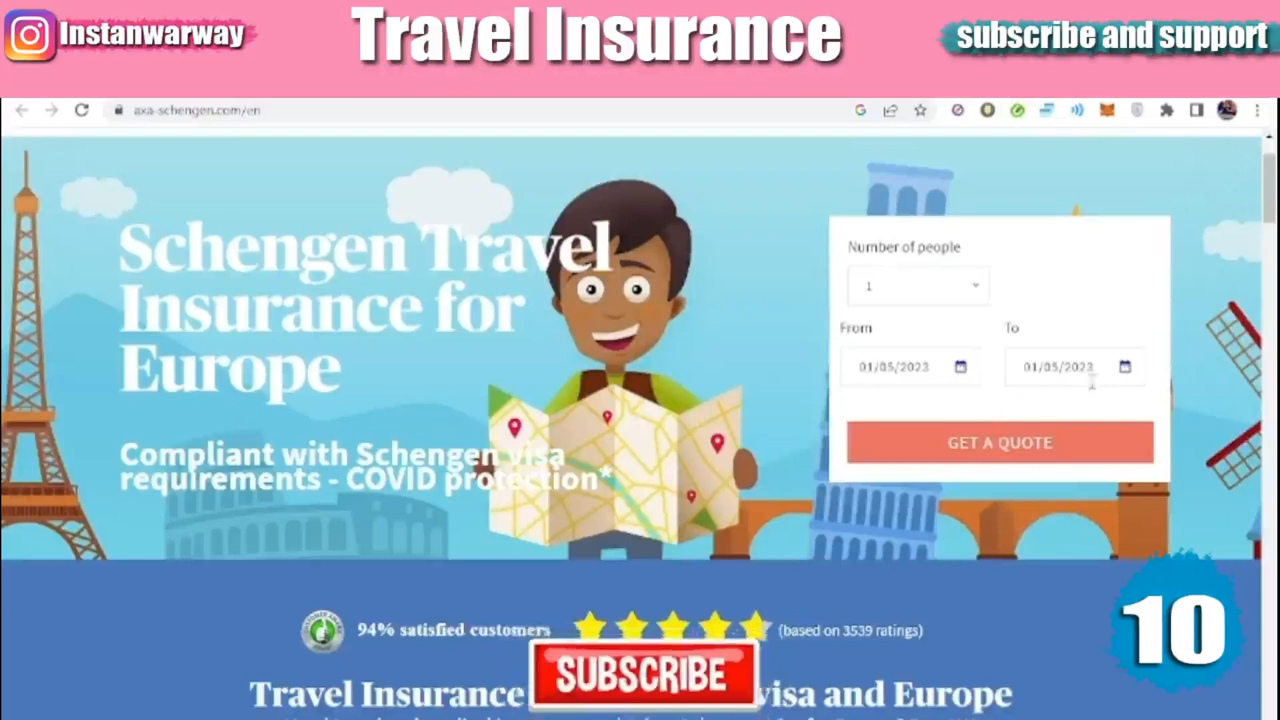 Instanwarway
Travel Insurance
subscribe and support
axa-schengen.com/en
Schengen Travel
Insurance for
Europe
Compliant with Schengen visa
requirements - COVID protection*
Number of people
1
From
To
01/05/2023
01/05/2023
GET A QUOTE
94% satisfied customers
(based on 3539 ratings)
SUBSCRIBE
Travel Insurance
visa and Europe
10